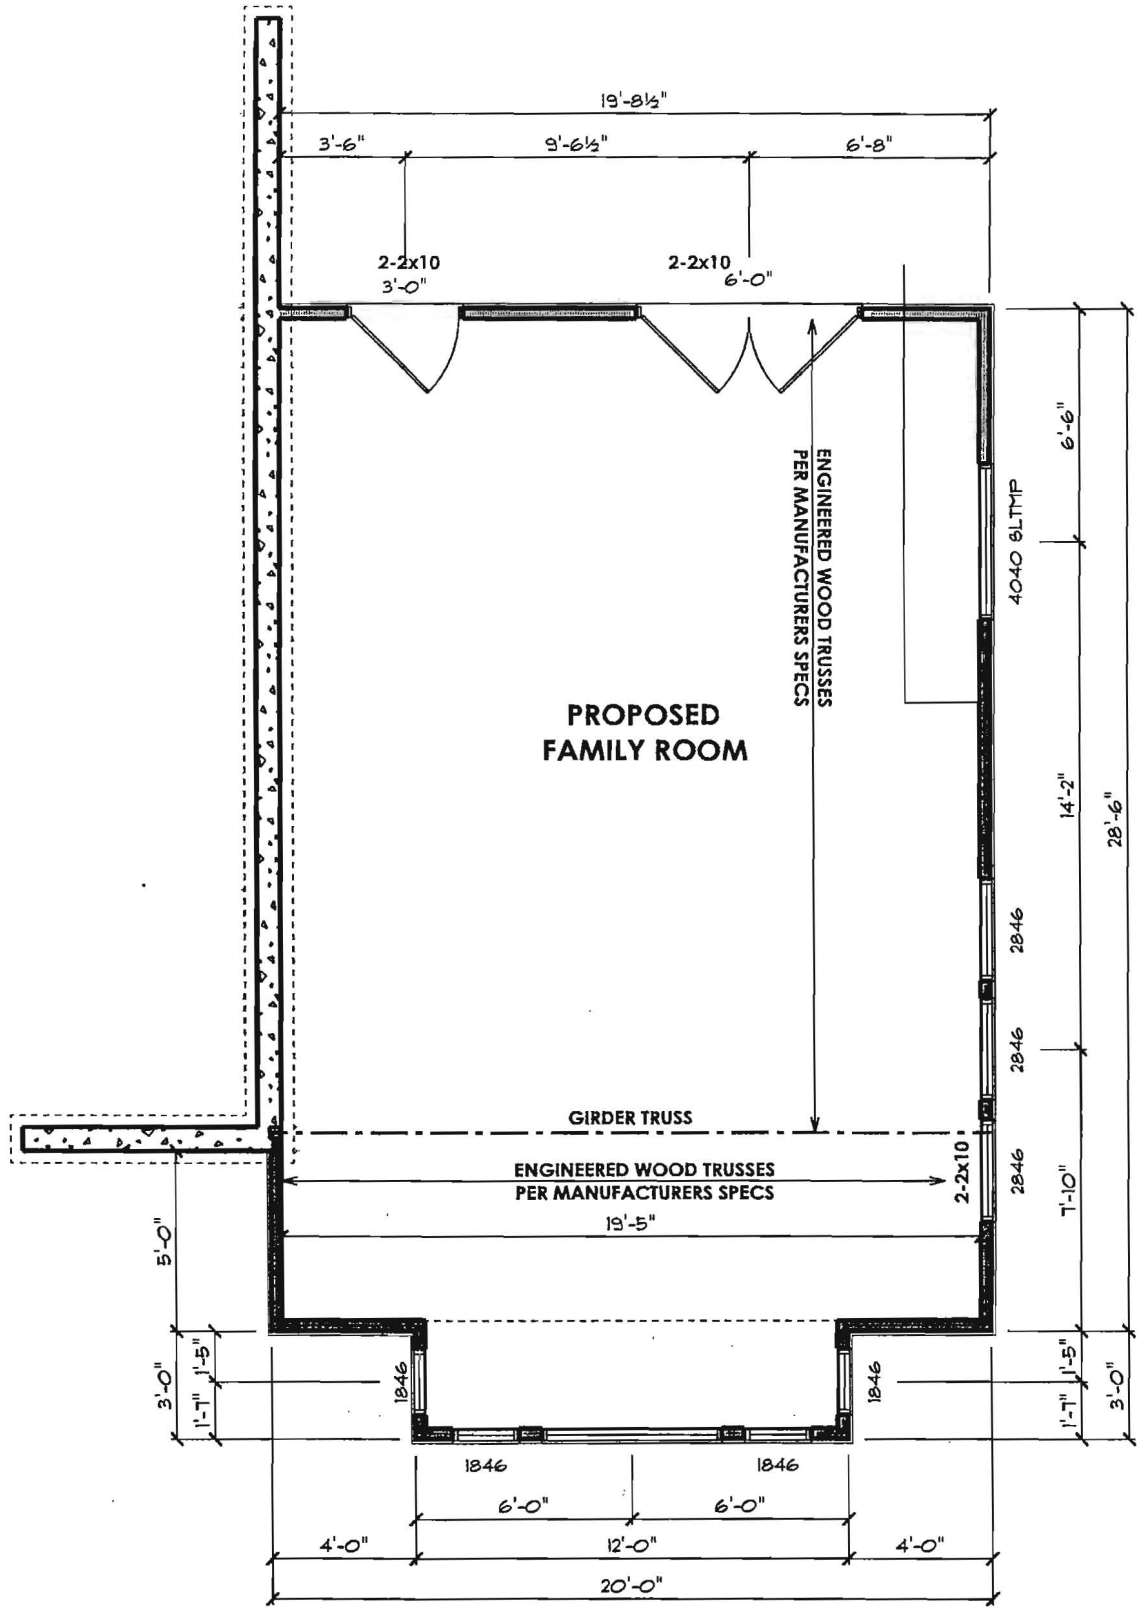 19'-8½"
3'-6"
9'-6½"
6'-8"
2-2x10
3'-0"
2-2x10
6'-0"
6'-6"
4040 SLTMP
ENGINEERED WOOD TRUSSES
PER MANUFACTURERS SPECS
PROPOSED
FAMILY ROOM
14'-2"
28'-6"
2846
2846
GIRDER TRUSS
ENGINEERED WOOD TRUSSES
PER MANUFACTURERS SPECS
2-2x10
2846
7'-10"
19'-5"
5'-0"
3'-0"
1'-5"
1'-7"
1846
1846
1'-5"
1'-7"
3'-0"
1846
1846
6'-0"
6'-0"
4'-0"
12'-0"
4'-0"
20'-0"